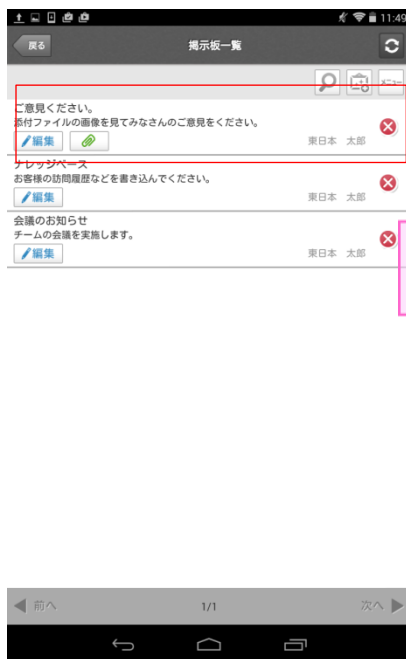 11:49
戻る
掲示板一覧
メニュー
ご意見ください。
添付ファイルの画像を見てみなさんのご意見をください。
編集
東日本 太郎
ナレッジベース
お客様の訪問履歴などを書き込んでください。
編集
東日本 太郎
会議のお知らせ
チームの会議を実施します。
編集
東日本 太郎
前へ
1/1
次へ